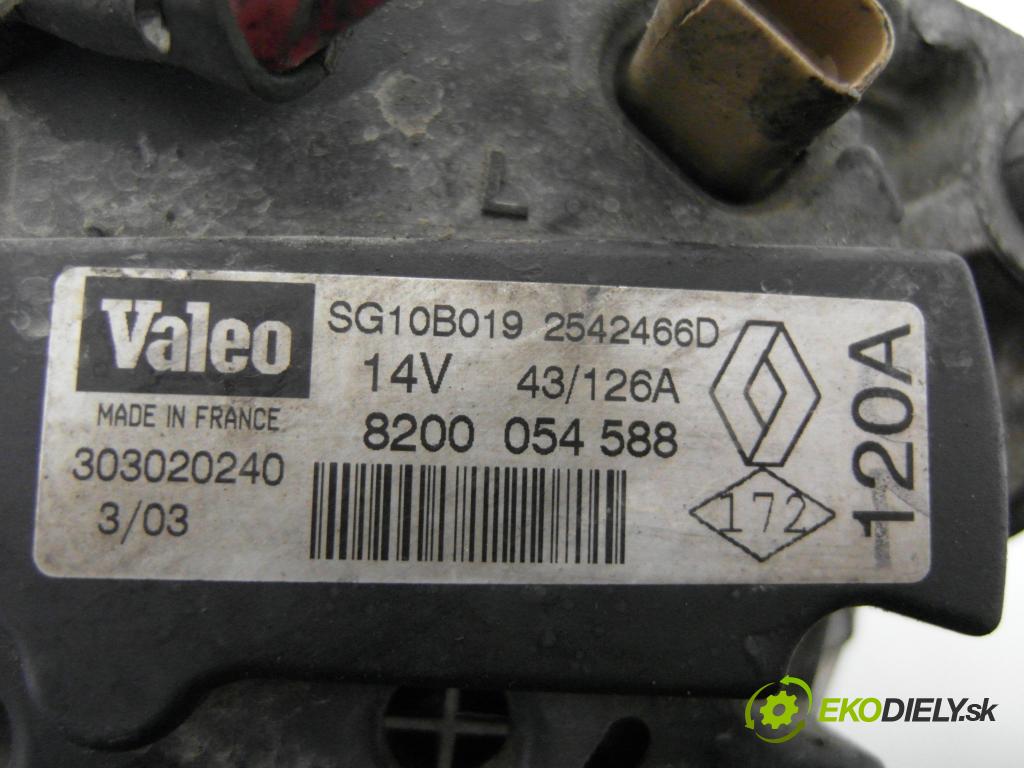 L
Valeo
MADE IN FRANCE
303020240
3/03
SG10B019 2542466D
14V 43/126A
8200 054 588
172
120A
EKODIELY.sk